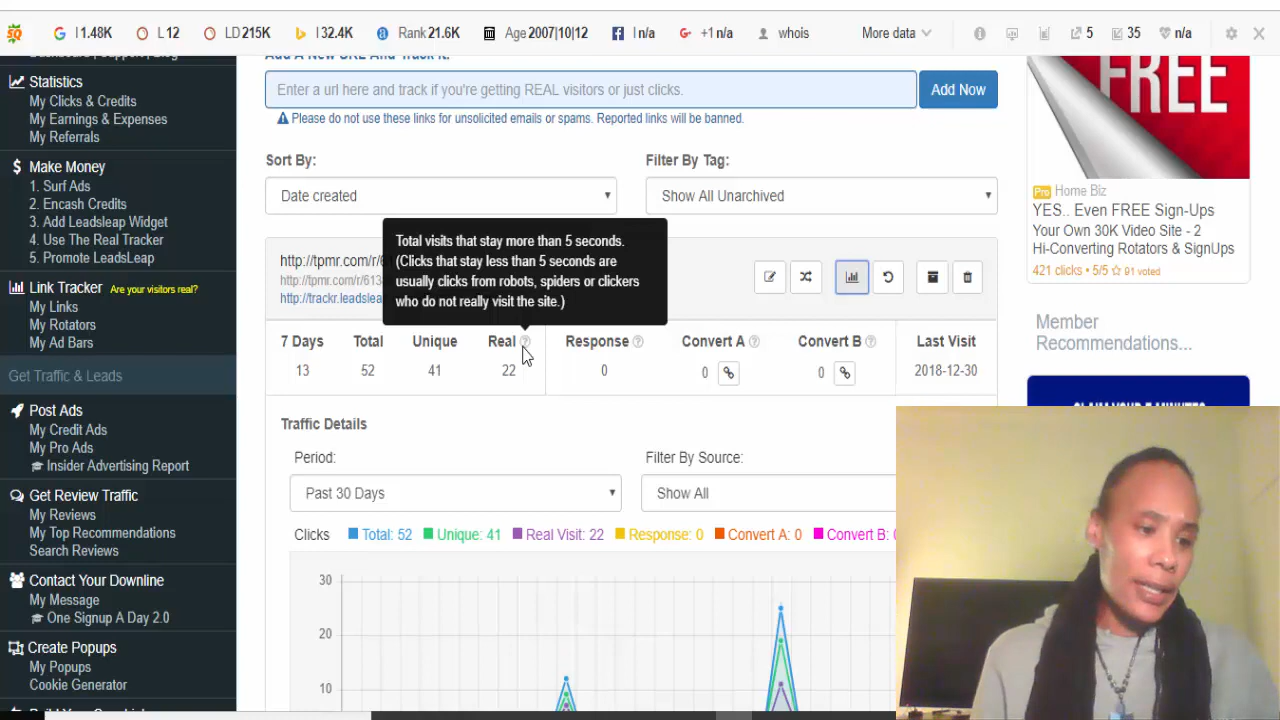 SQ
I 1.48K
L 12
LD 215K
I 32.4K
Rank 21.6K
Age 2007|10|12
I n/a
+1 n/a
whois
More data
5
35
n/a
Statistics
My Clicks & Credits
My Earnings & Expenses
My Referrals
Make Money
1. Surf Ads
2. Encash Credits
3. Add Leadsleap Widget
4. Use The Real Tracker
5. Promote LeadsLeap
Link Tracker Are your visitors real?
My Links
My Rotators
My Ad Bars
Get Traffic & Leads
Post Ads
My Credit Ads
My Pro Ads
Insider Advertising Report
Get Review Traffic
My Reviews
My Top Recommendations
Search Reviews
Contact Your Downline
My Message
One Signup A Day 2.0
Create Popups
My Popups
Cookie Generator
Enter a url here and track if you're getting REAL visitors or just clicks.
Add Now
Please do not use these links for unsolicited emails or spams. Reported links will be banned.
Sort By:
Filter By Tag:
Date created
Show All Unarchived
Total visits that stay more than 5 seconds.
(Clicks that stay less than 5 seconds are
usually clicks from robots, spiders or clickers
who do not really visit the site.)
http://tpmr.com/r/6
http://tpmr.com/r/613
http://trackr.leadslea
7 Days Total Unique Real Response Convert A Convert B Last Visit
13 52 41 22 0 0 0 2018-12-30
Traffic Details
Period:
Filter By Source:
Past 30 Days
Show All
Clicks Total: 52 Unique: 41 Real Visit: 22 Response: 0 Convert A: 0 Convert B: 0
30
20
10
FREE
Pro Home Biz
YES.. Even FREE Sign-Ups
Your Own 30K Video Site - 2
Hi-Converting Rotators & SignUps
421 clicks • 5/5 91 voted
Member
Recommendations...